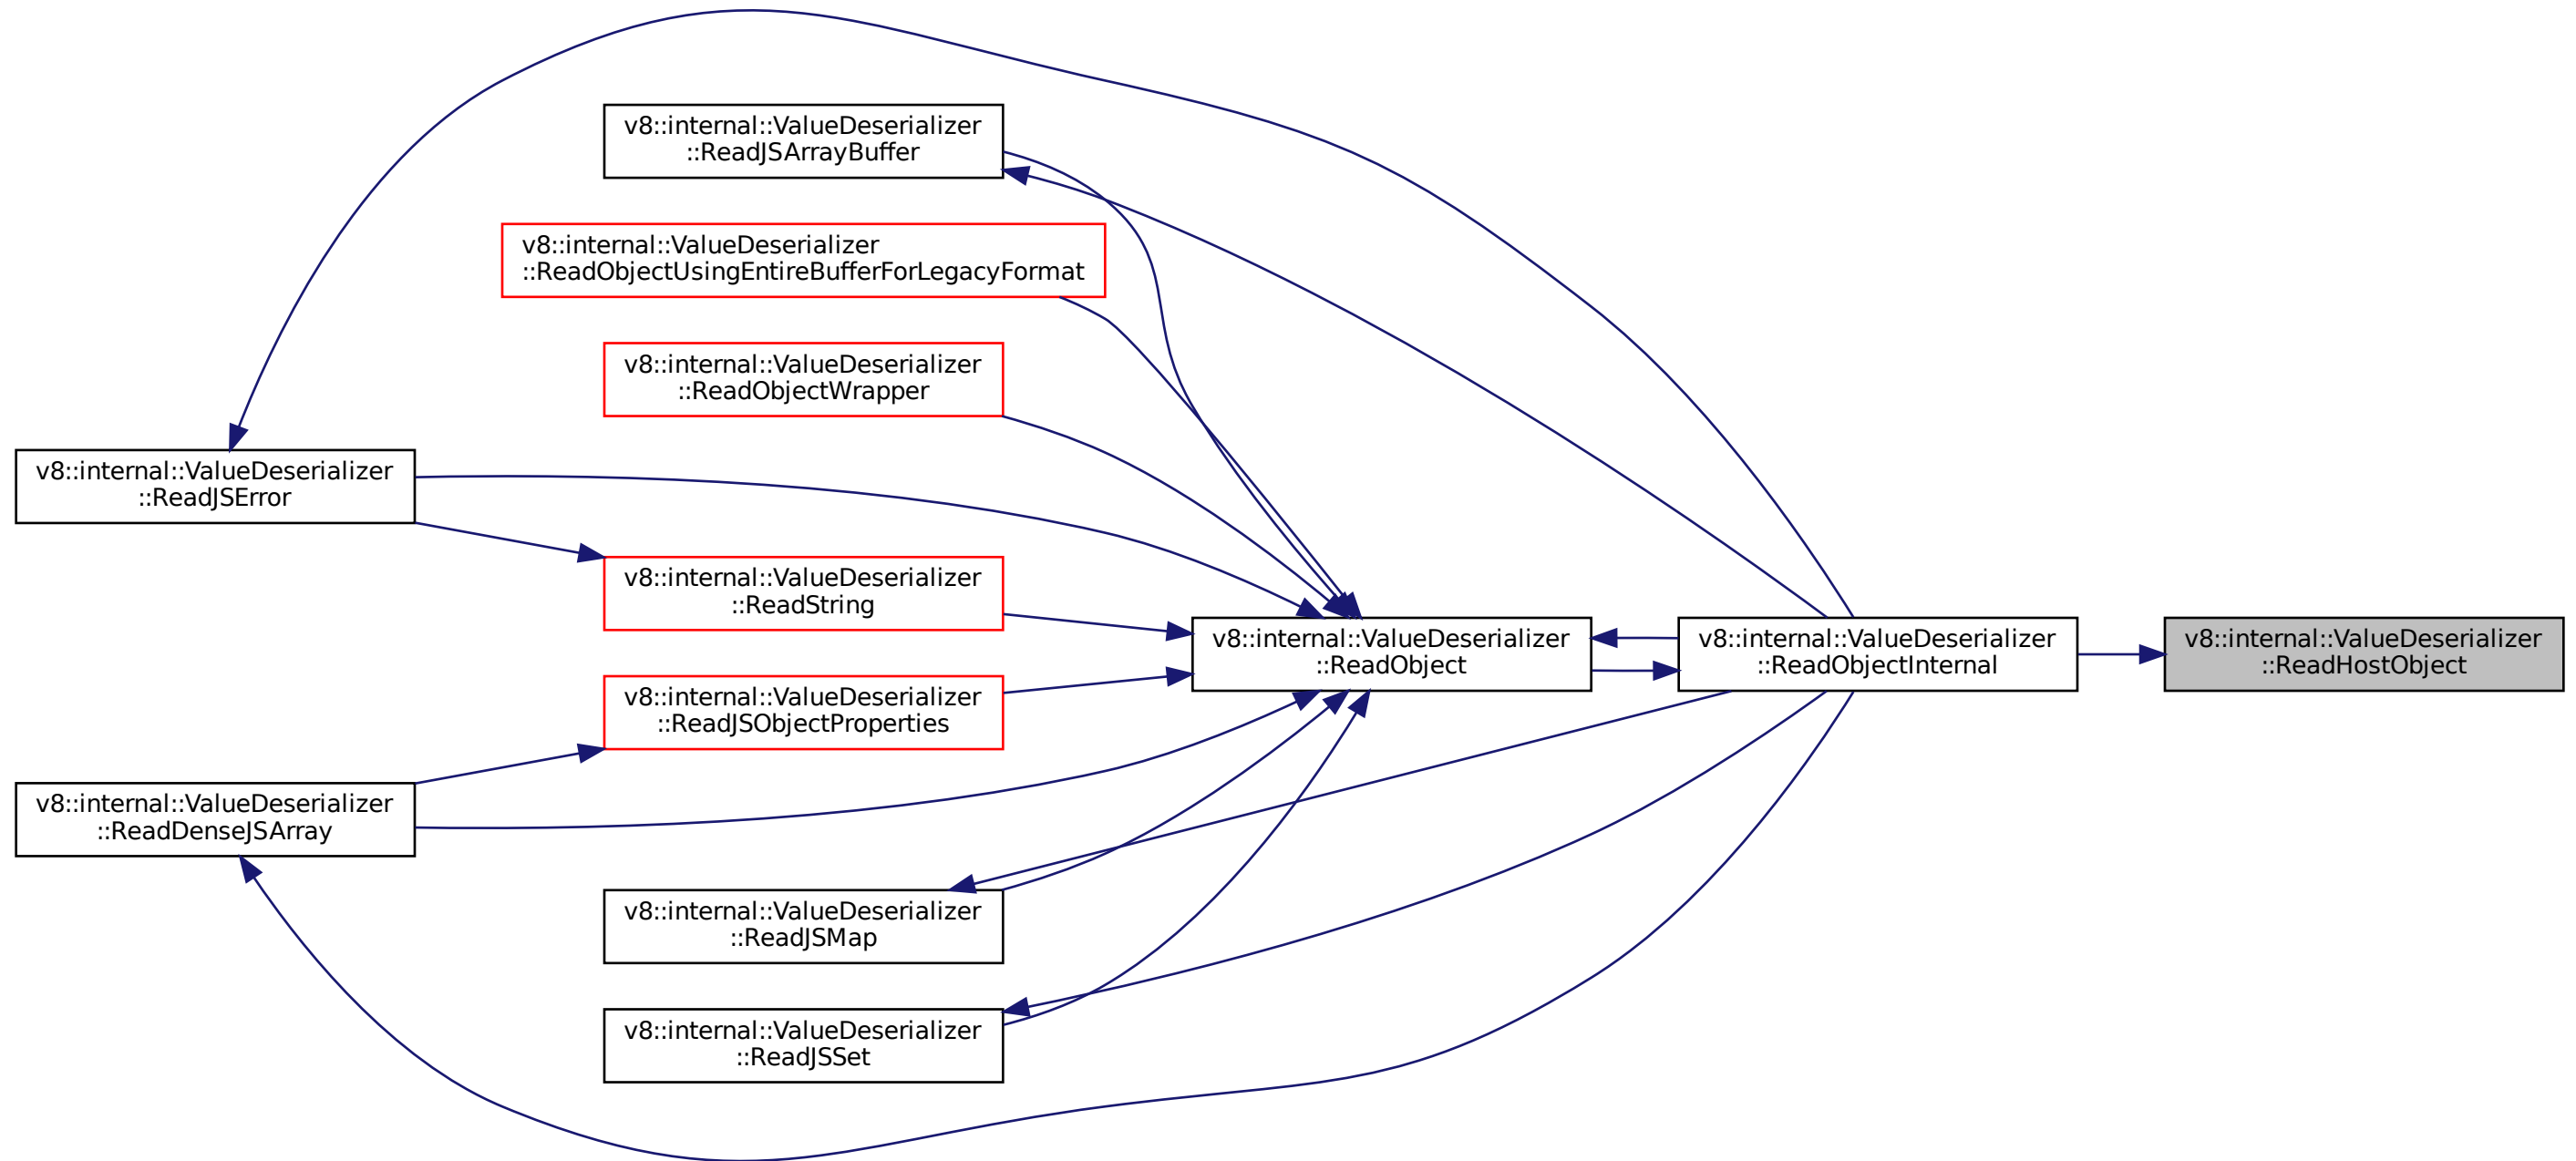 v8::internal::ValueDeserializer
::ReadJSArrayBuffer
v8::internal::ValueDeserializer
::ReadObjectUsingEntireBufferForLegacyFormat
v8::internal::ValueDeserializer
::ReadObjectWrapper
v8::internal::ValueDeserializer
::ReadJSError
v8::internal::ValueDeserializer
::ReadString
v8::internal::ValueDeserializer
::ReadObject
v8::internal::ValueDeserializer
::ReadObjectInternal
v8::internal::ValueDeserializer
::ReadHostObject
v8::internal::ValueDeserializer
::ReadJSObjectProperties
v8::internal::ValueDeserializer
::ReadDenseJSArray
v8::internal::ValueDeserializer
::ReadJSMap
v8::internal::ValueDeserializer
::ReadJSSet